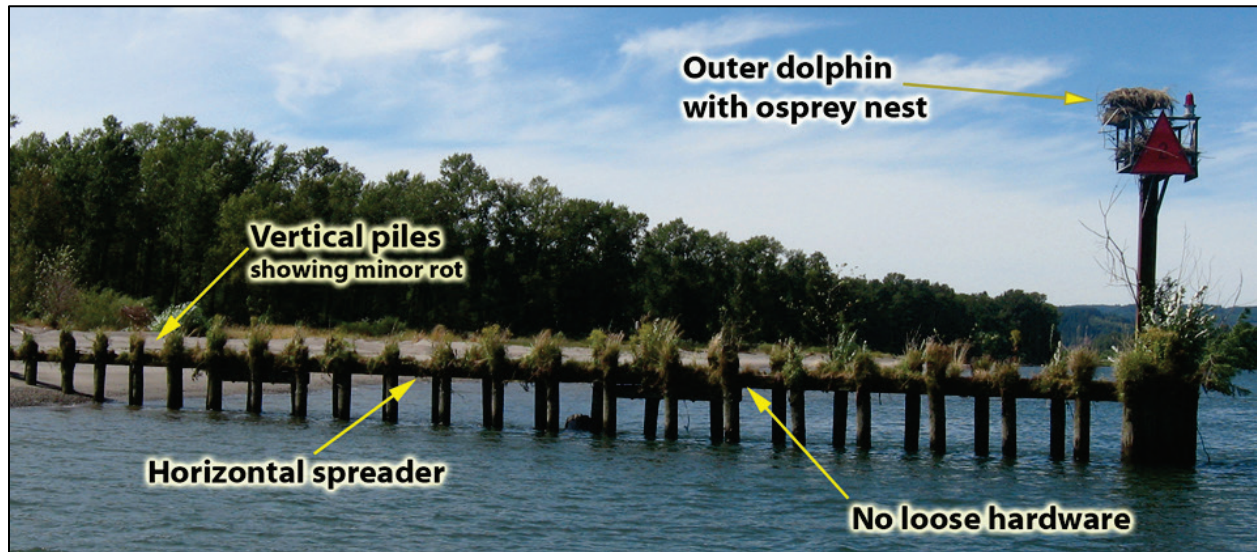 Outer dolphin
with osprey nest
Vertical piles
showing minor rot
Horizontal spreader
No loose hardware